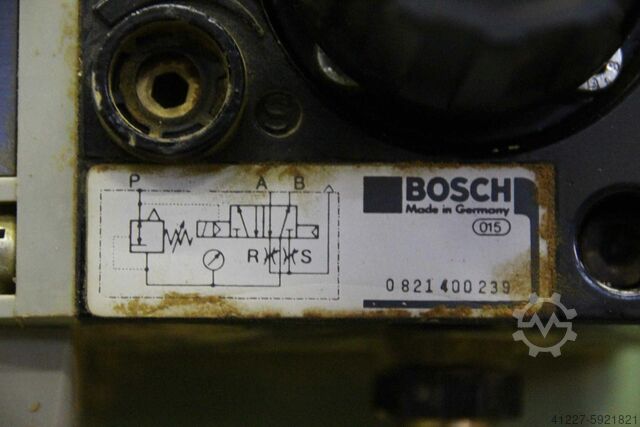 S
P A B
BOSCH
Made in Germany
015
R S
0 821 400 239
41227-5921821